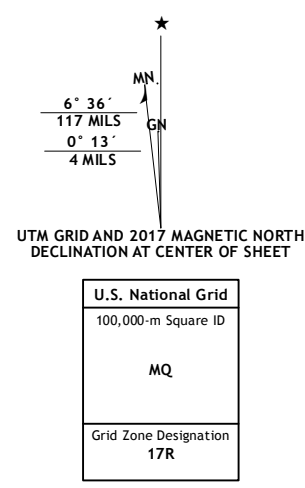 MN
6° 36´
117 MILS
GN
0° 13´
4 MILS
UTM GRID AND 2017 MAGNETIC NORTH
DECLINATION AT CENTER OF SHEET
U.S. National Grid
100,000-m Square ID
MQ
Grid Zone Designation
17R